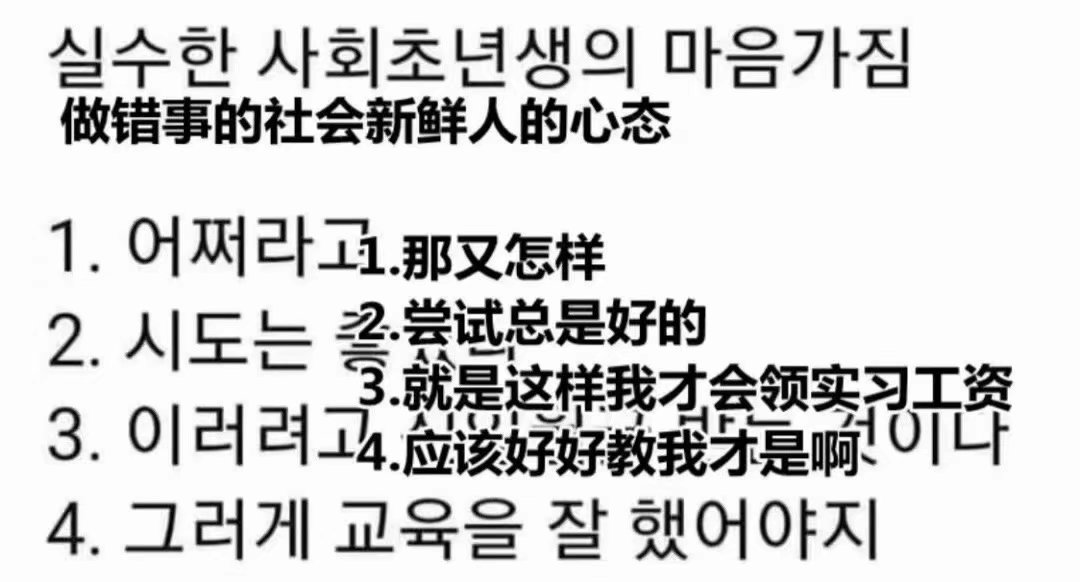 실수한 사회초년생의 마음가짐
做错事的社会新鲜人的心态
1. 어쩌라고
1.那又怎样
2. 시도는
2.尝试总是好的
3. 이러려고 것이다
3.就是这样我才会领实习工资
4.应该好好教我才是啊
4. 그러게 교육을 잘 했어야지